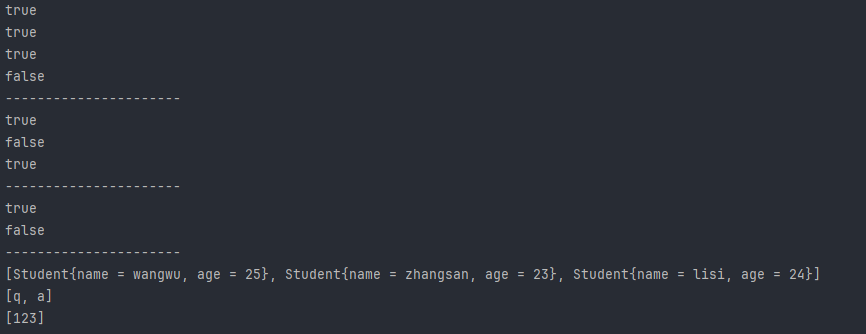 true
true
true
false
----------------------
true
false
true
----------------------
true
false
----------------------
[Student{name = wangwu, age = 25}, Student{name = zhangsan, age = 23}, Student{name = lisi, age = 24}]
[q, a]
[123]